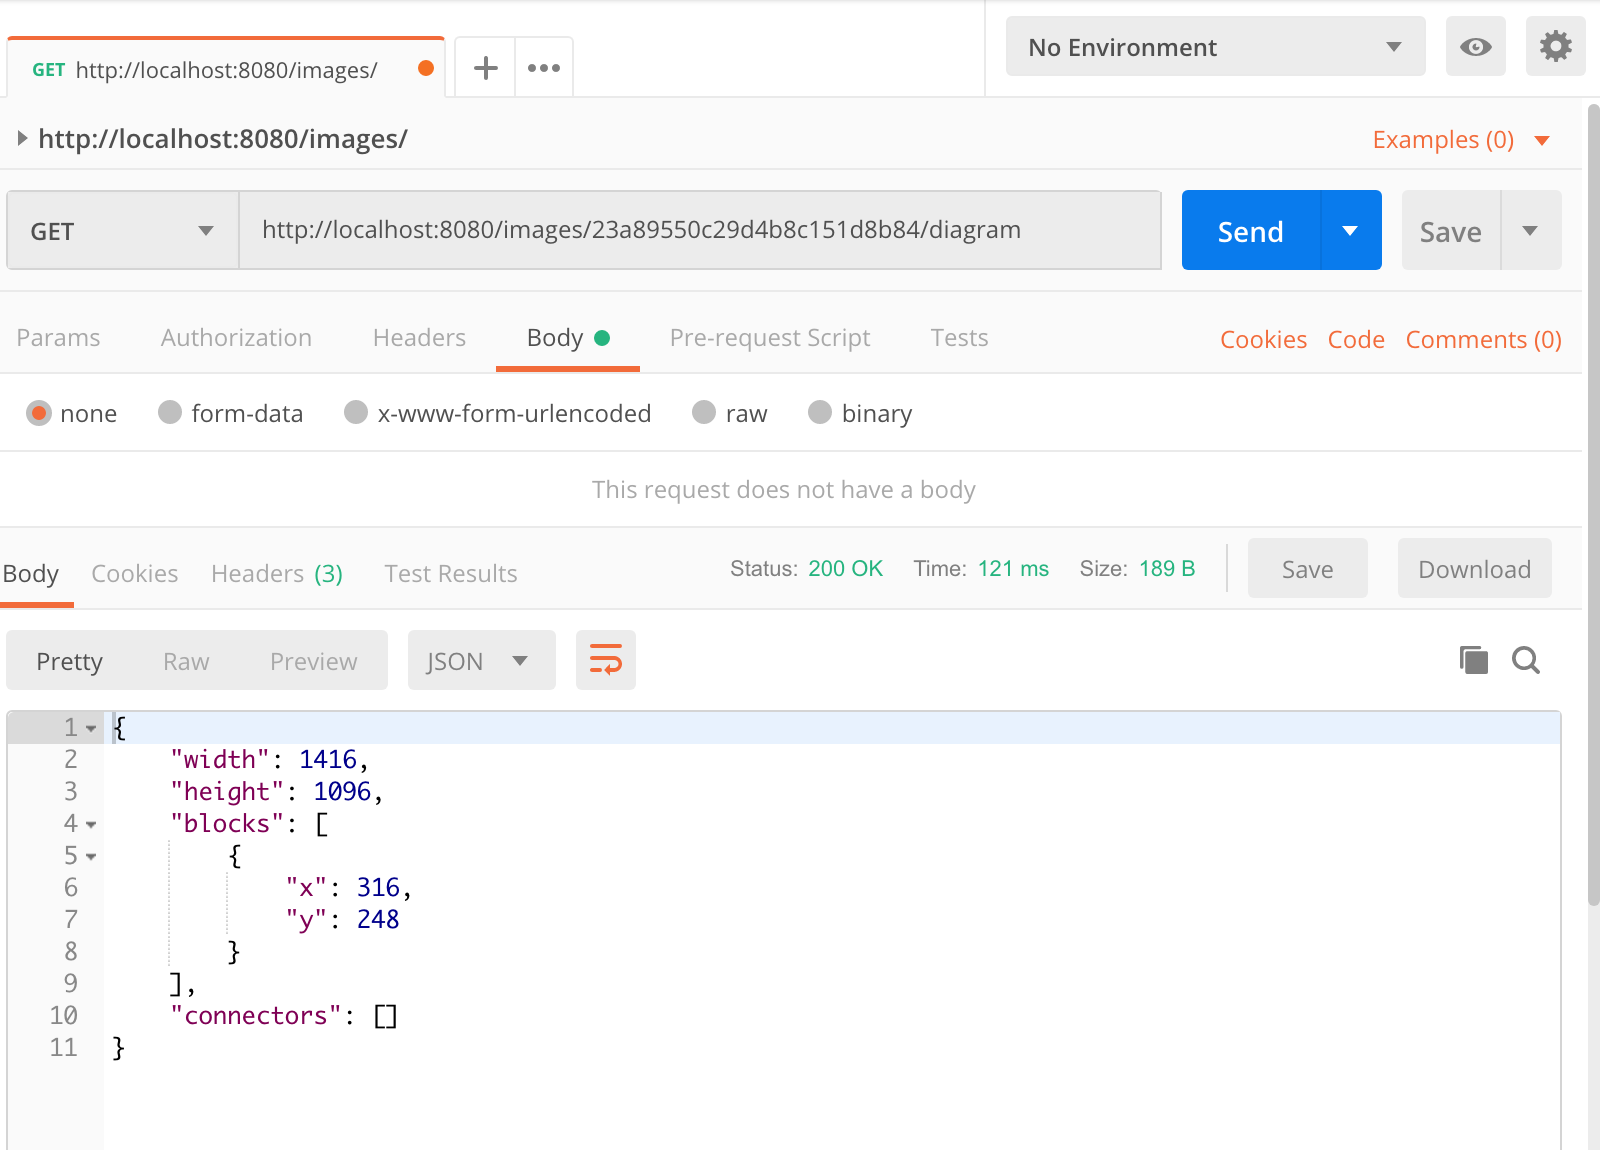 GET http://localhost:8080/images/
No Environment
http://localhost:8080/images/
Examples (0)
GET
http://localhost:8080/images/23a89550c29d4b8c151d8b84/diagram
Send
Save
Params Authorization Headers Body Pre-request Script Tests Cookies Code Comments (0)
none form-data x-www-form-urlencoded raw binary
This request does not have a body
Body Cookies Headers (3) Test Results Status: 200 OK Time: 121 ms Size: 189 B Save Download
Pretty Raw Preview JSON
1 {
2 "width": 1416,
3 "height": 1096,
4 "blocks": [
5 {
6 "x": 316,
7 "y": 248
8 }
9 ],
10 "connectors": []
11 }